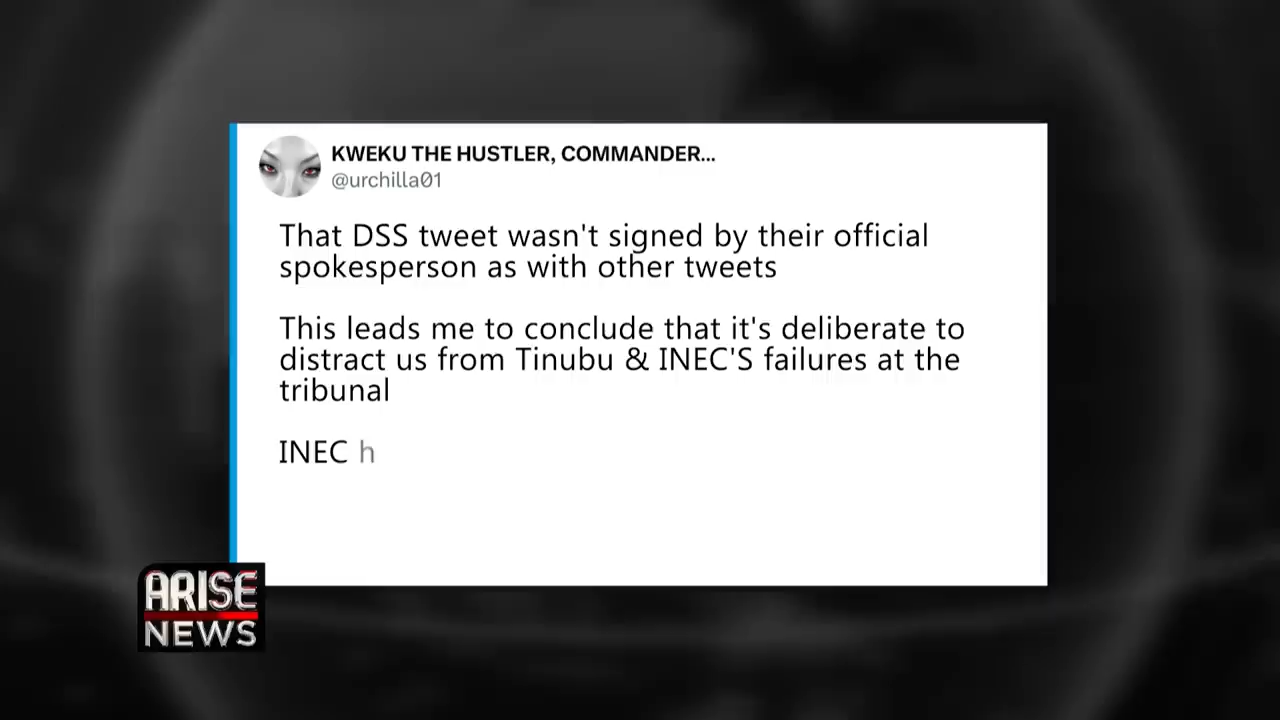 KWEKU THE HUSTLER, COMMANDER...
@urchilla01
That DSS tweet wasn't signed by their official
spokesperson as with other tweets
This leads me to conclude that it's deliberate to
distract us from Tinubu & INEC'S failures at the
tribunal
INEC h
ARISE
NEWS